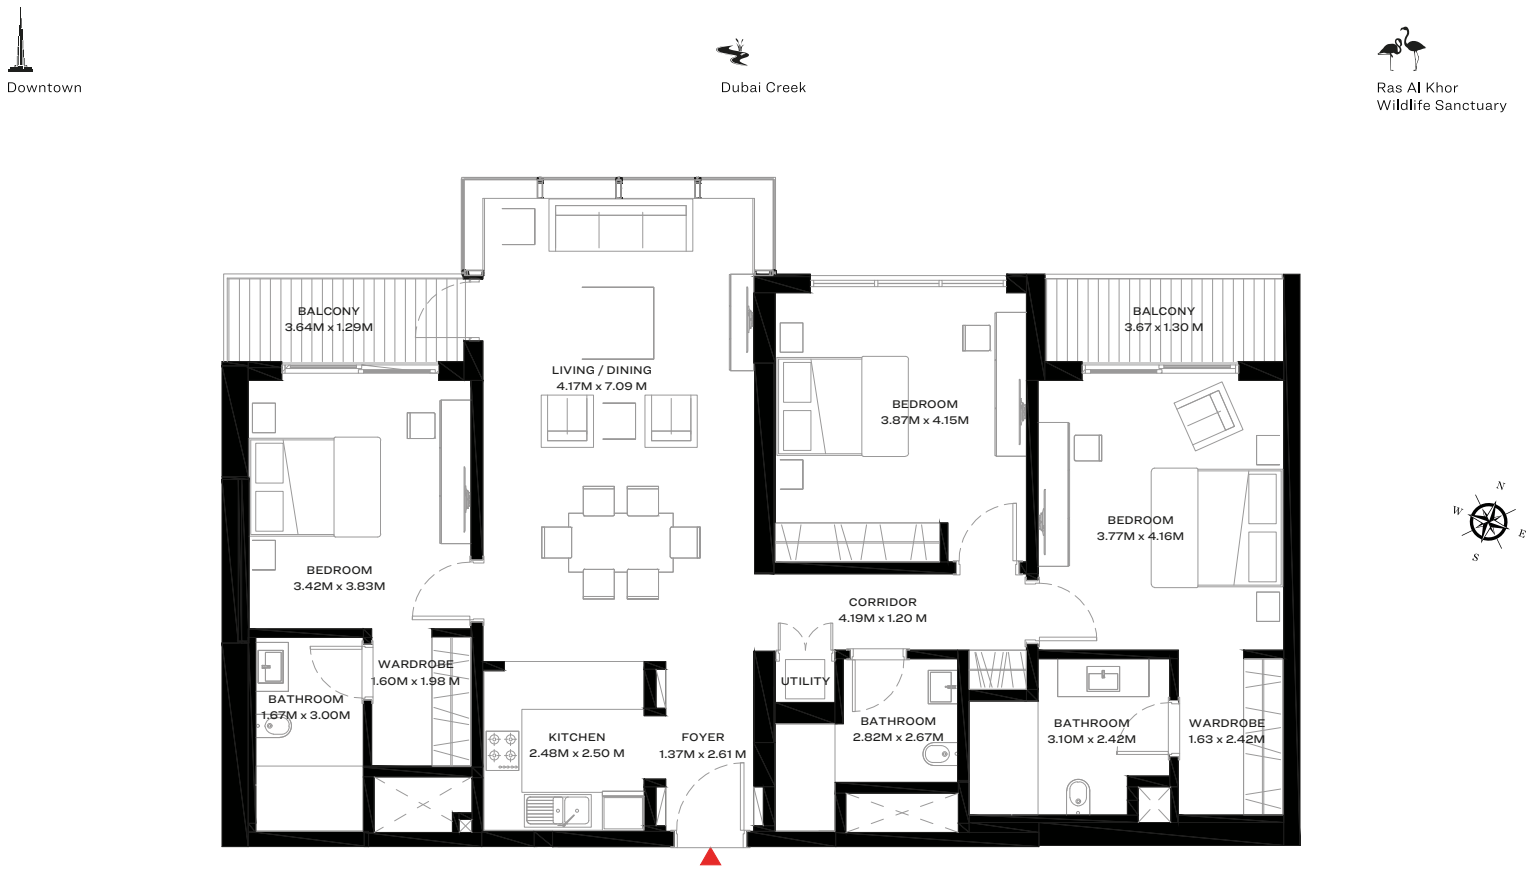 Downtown
Dubai Creek
Ras Al Khor
Wildlife Sanctuary
BALCONY
3.64M x 1.29M
BALCONY
3.67 x 1.30 M
LIVING / DINING
4.17M x 7.09 M
BEDROOM
3.87M x 4.15M
BEDROOM
3.77M x 4.16M
N
W
E
S
BEDROOM
3.42M x 3.83M
CORRIDOR
4.19M x 1.20 M
WARDROBE
1.60M x 1.98 M
UTILITY
BATHROOM
1.67M x 3.00M
KITCHEN
2.48M x 2.50 M
FOYER
1.37M x 2.61 M
BATHROOM
2.82M x 2.67M
BATHROOM
3.10M x 2.42M
WARDROBE
1.63 x 2.42M